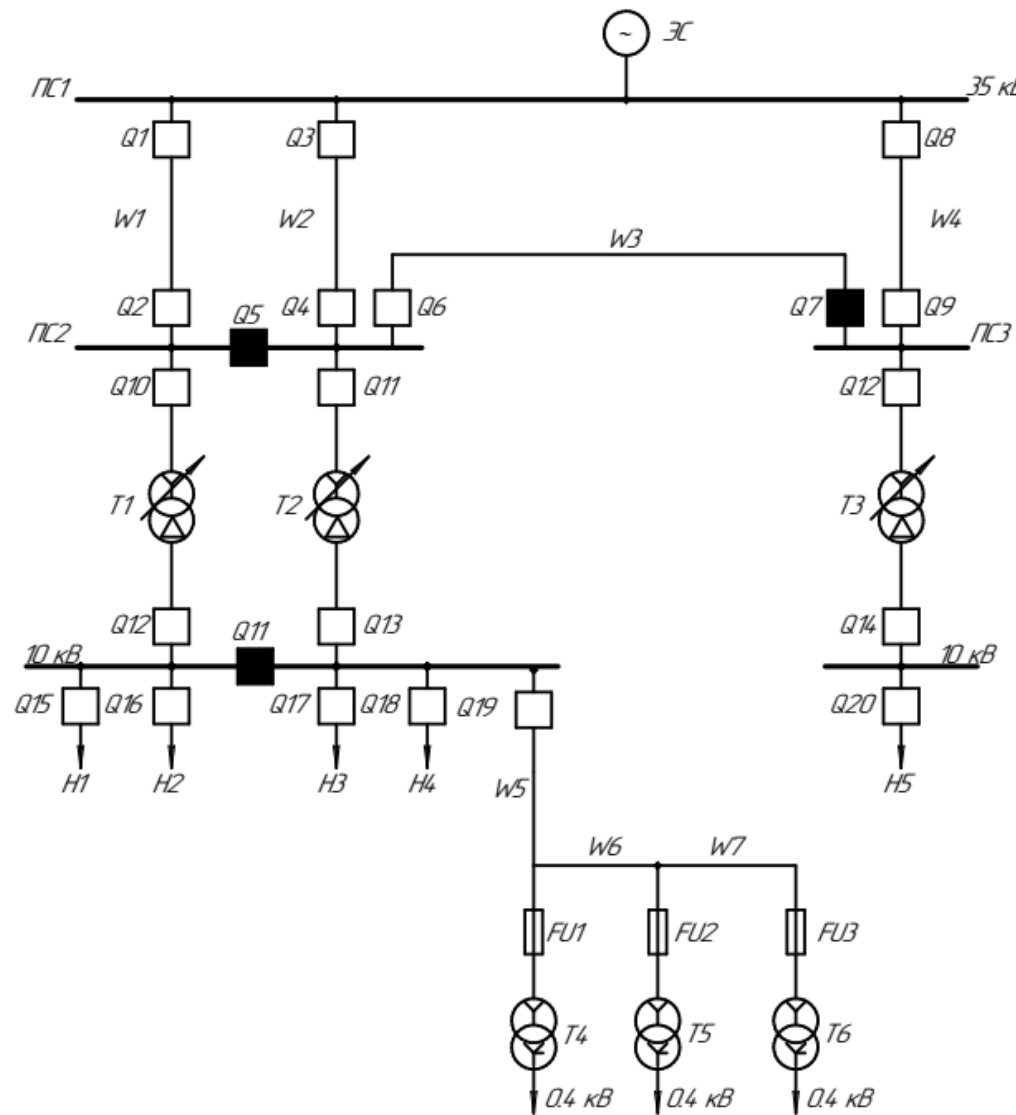 ~ ЭС
ПС1 35 кВ
Q1 Q3 Q8
W1 W2 W4
W3
Q2 Q5 Q4 Q6 Q7 Q9
ПС2 ПС3
Q10 Q11 Q12
T1 T2 T3
Q12 Q11 Q13 Q14
10 кВ 10 кВ
Q15 Q16 Q17 Q18 Q19 Q20
H1 H2 H3 H4 W5 H5
W6 W7
FU1 FU2 FU3
T4 T5 T6
0.4 кВ 0.4 кВ 0.4 кВ